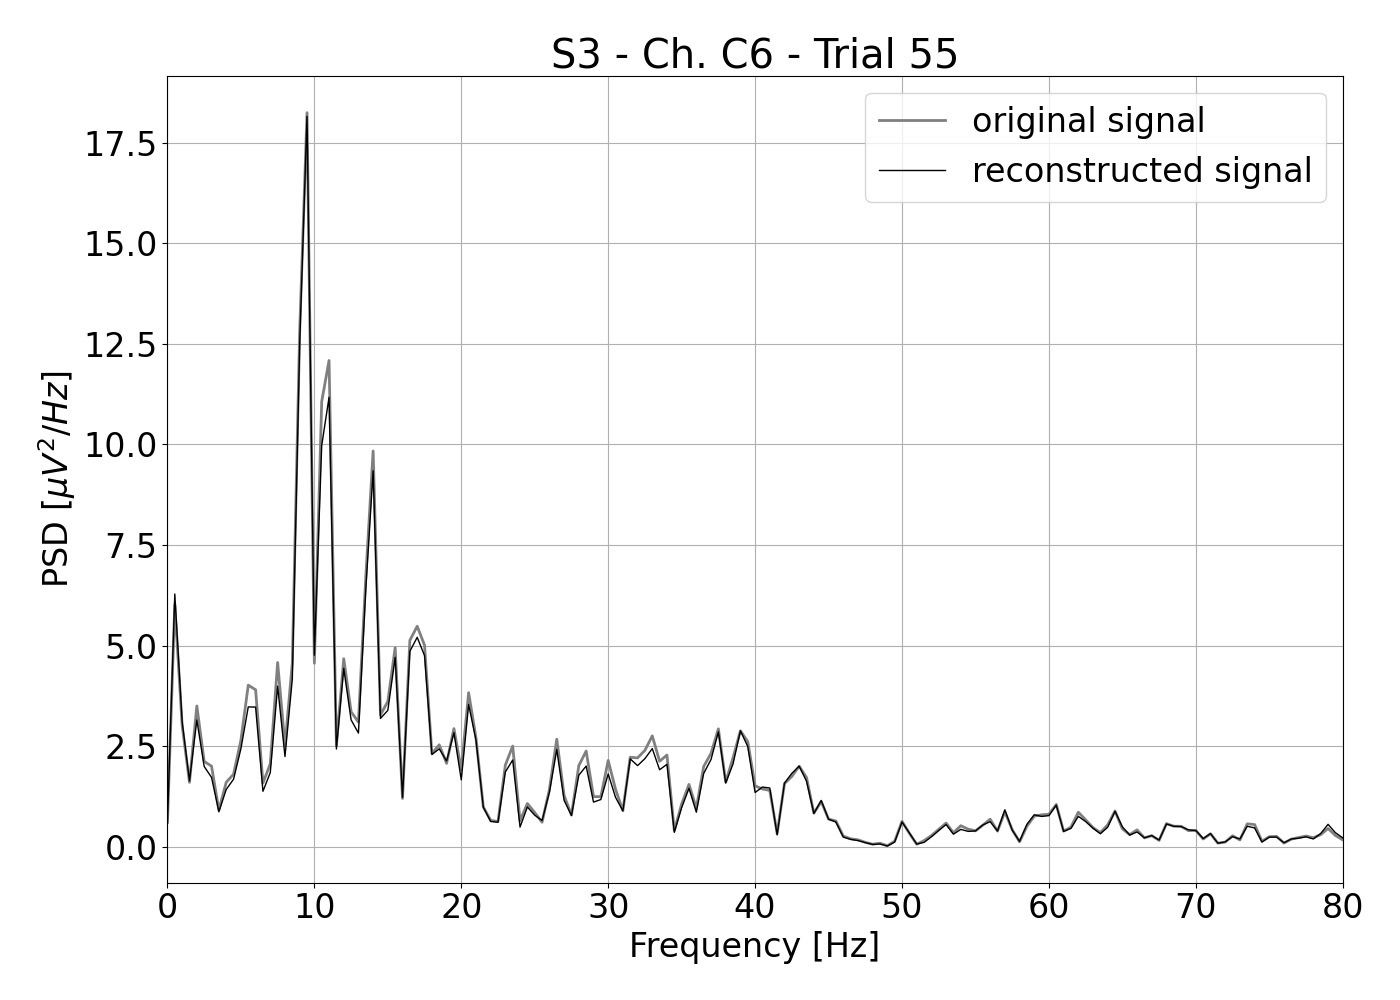 S3 - Ch. C6 - Trial 55
original signal
reconstructed signal
17.5
15.0
12.5
10.0
7.5
5.0
2.5
0.0
PSD [μV²/Hz]
0 10 20 30 40 50 60 70 80
Frequency [Hz]